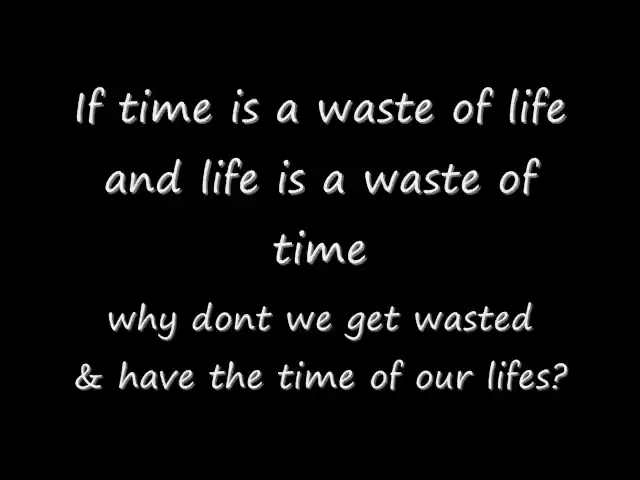 If time is a waste of life
and life is a waste of
time
why dont we get wasted
& have the time of our lifes?